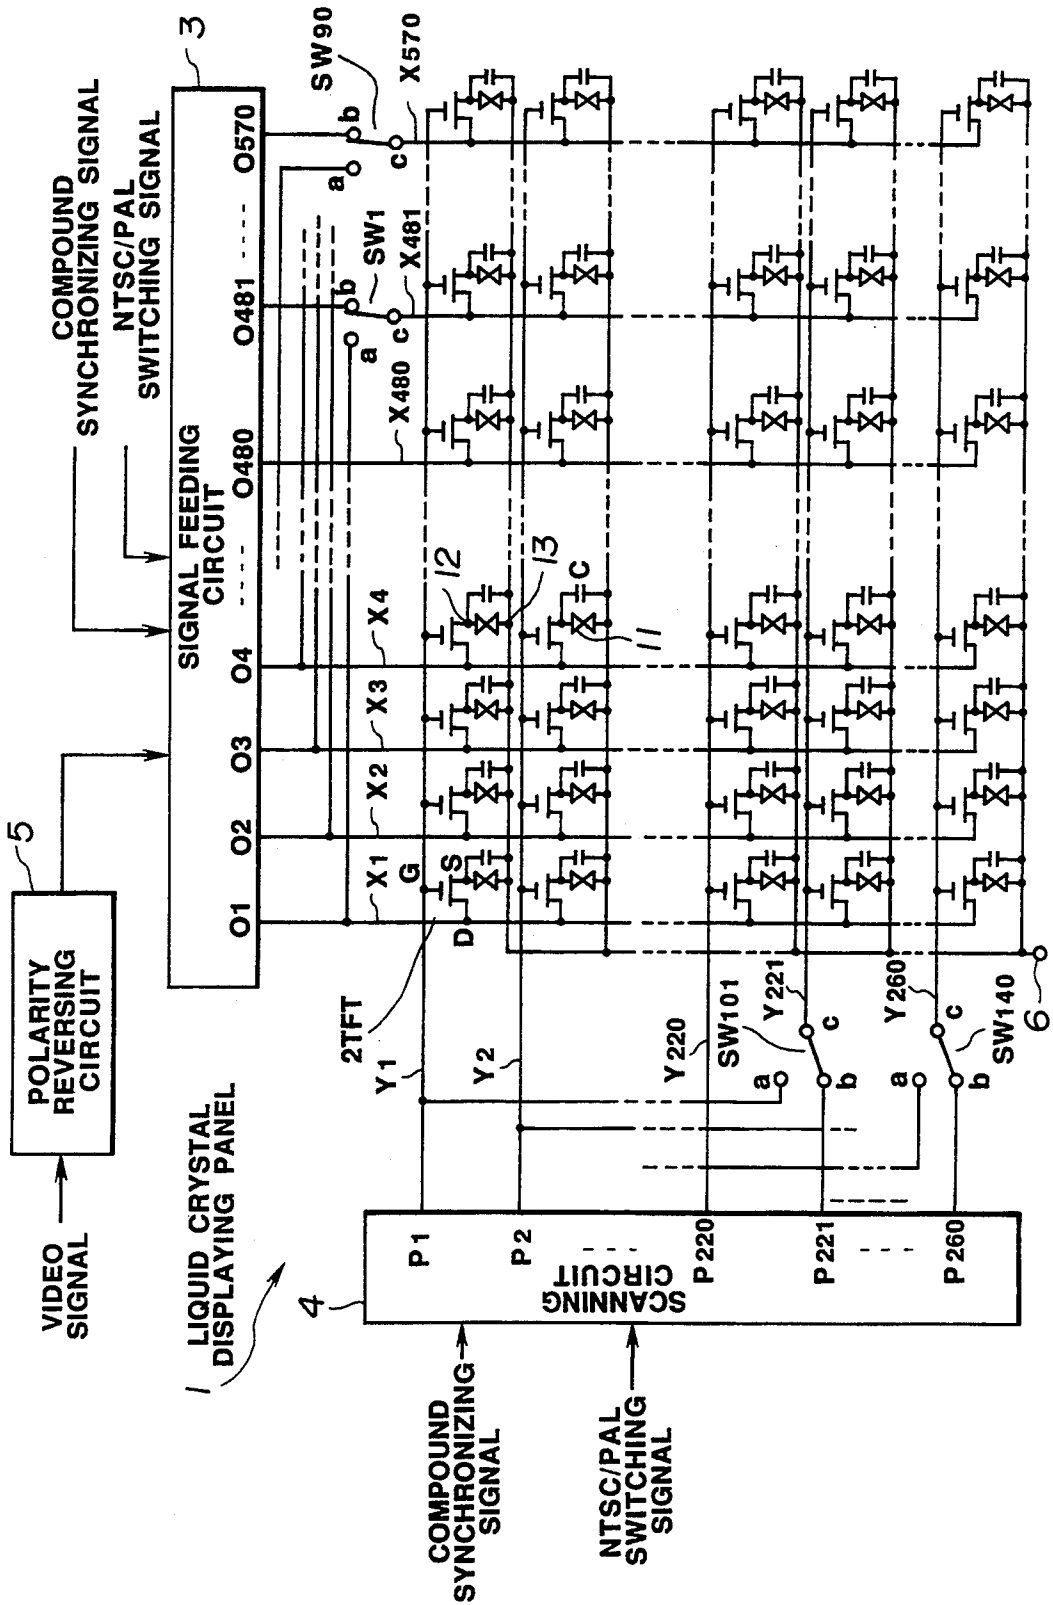 VIDEO
SIGNAL
POLARITY
REVERSING
CIRCUIT
5
COMPOUND
SYNCHRONIZING SIGNAL
NTSC/PAL
SWITCHING SIGNAL
1
LIQUID CRYSTAL
DISPLAYING PANEL
SIGNAL FEEDING
CIRCUIT
3
O1
O2
O3
O4
O480
O481
O570
a
b
c
SW1
a
b
c
SW90
X1
X2
X3
X4
X480
X481
X570
4
SCANNING
CIRCUIT
P1
P2
P220
P221
P260
COMPOUND
SYNCHRONIZING
SIGNAL
NTSC/PAL
SWITCHING
SIGNAL
2TFT
G
D
S
12
13
C
11
Y1
Y2
Y220
SW101
Y221
a
b
c
Y260
SW140
a
b
c
6